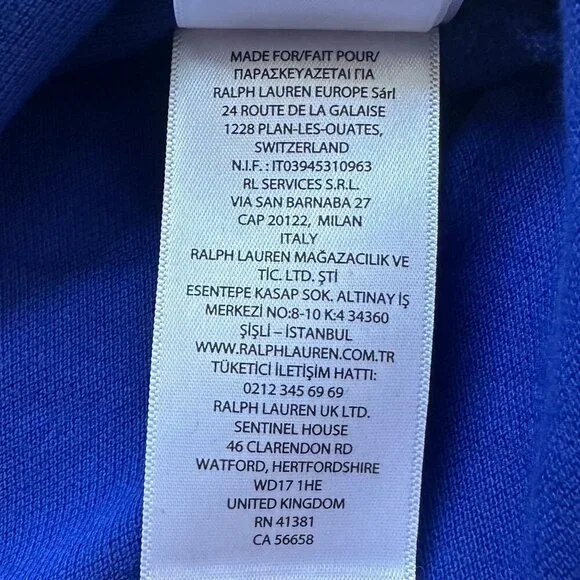 MADE FOR/FAIT POUR/
ΠΑΡΑΣΚΕΥΑΖΕΤΑΙ ΓΙΑ
RALPH LAUREN EUROPE Sárl
24 ROUTE DE LA GALAISE
1228 PLAN-LES-OUATES,
SWITZERLAND
N.I.F. : IT03945310963
RL SERVICES S.R.L.
VIA SAN BARNABA 27
CAP 20122, MILAN
ITALY
RALPH LAUREN MAĞAZACILIK VE
TİC. LTD. ŞTİ
ESENTEPE KASAP SOK. ALTINAY İŞ
MERKEZİ NO:8-10 K:4 34360
ŞİŞLİ – İSTANBUL
WWW.RALPHLAUREN.COM.TR
TÜKETİCİ İLETİŞİM HATTI:
0212 345 69 69
RALPH LAUREN UK LTD.
SENTINEL HOUSE
46 CLARENDON RD
WATFORD, HERTFORDSHIRE
WD17 1HE
UNITED KINGDOM
RN 41381
CA 56658